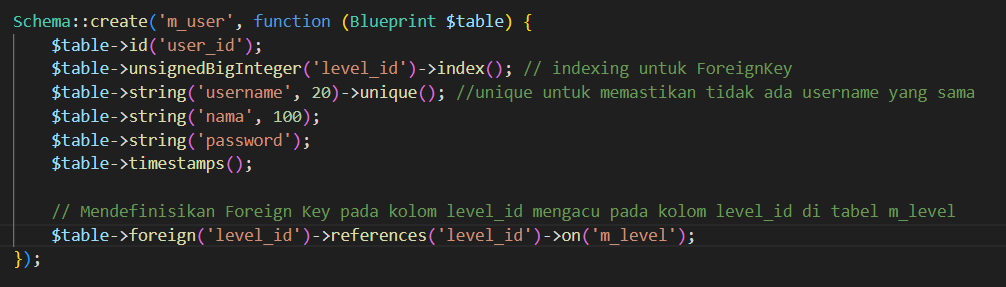 Schema::create('m_user', function (Blueprint $table) {
    $table->id('user_id');
    $table->unsignedBigInteger('level_id')->index(); // indexing untuk ForeignKey
    $table->string('username', 20)->unique(); //unique untuk memastikan tidak ada username yang sama
    $table->string('nama', 100);
    $table->string('password');
    $table->timestamps();

    // Mendefinisikan Foreign Key pada kolom level_id mengacu pada kolom level_id di tabel m_level
    $table->foreign('level_id')->references('level_id')->on('m_level');
});